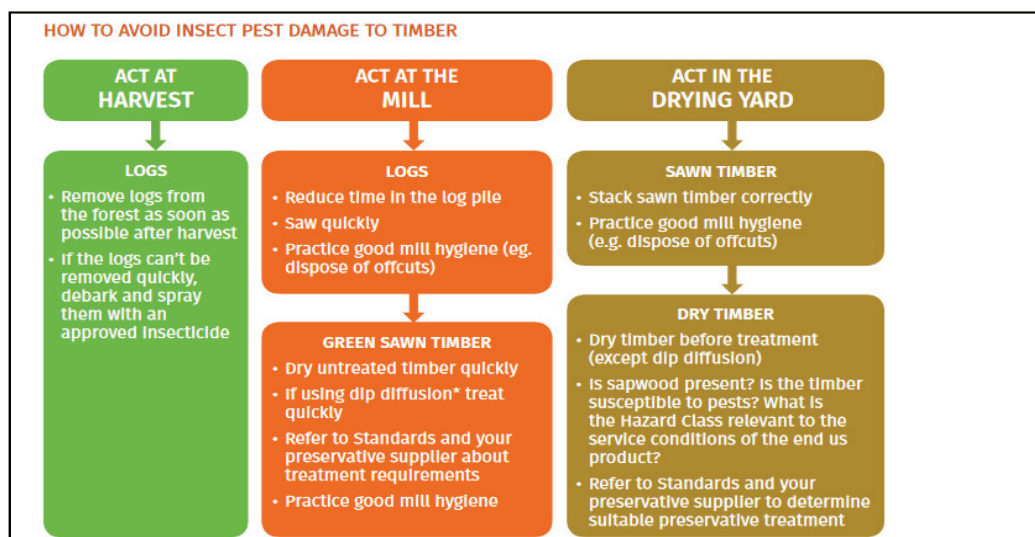 HOW TO AVOID INSECT PEST DAMAGE TO TIMBER
ACT AT
HARVEST
LOGS
• Remove logs from
the forest as soon as
possible after harvest
• If the logs can't be
removed quickly,
debark and spray
them with an
approved insecticide
ACT AT THE
MILL
LOGS
• Reduce time in the log pile
• Saw quickly
• Practice good mill hygiene (eg.
dispose of offcuts)
GREEN SAWN TIMBER
• Dry untreated timber quickly
• If using dip diffusion* treat
quickly
• Refer to Standards and your
preservative supplier about
treatment requirements
• Practice good mill hygiene
ACT IN THE
DRYING YARD
SAWN TIMBER
• Stack sawn timber correctly
• Practice good mill hygiene
(e.g. dispose of offcuts)
DRY TIMBER
• Dry timber before treatment
(except dip diffusion)
• Is sapwood present? Is the timber
susceptible to pests? What is
the Hazard Class relevant to the
service conditions of the end us
product?
• Refer to Standards and your
preservative supplier to determine
suitable preservative treatment